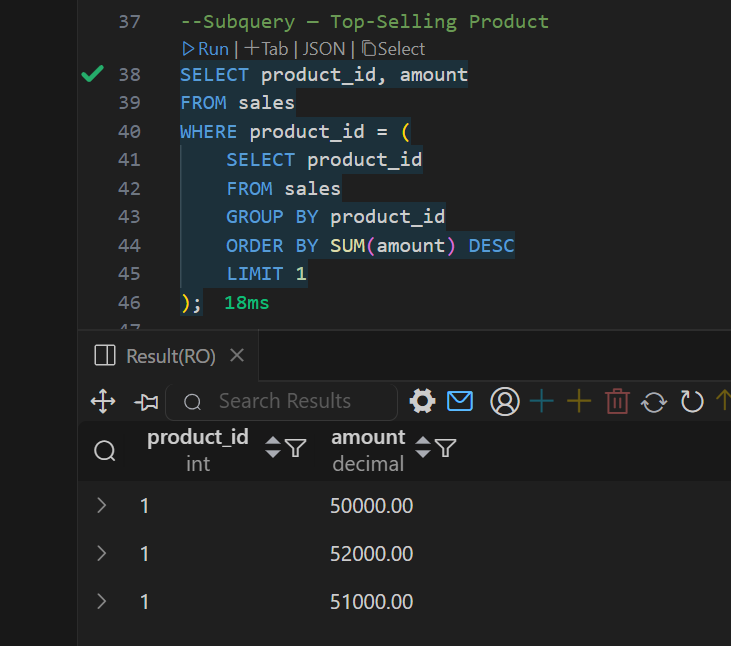 37 --Subquery — Top-Selling Product
Run | Tab | JSON | Select
38 SELECT product_id, amount
39 FROM sales
40 WHERE product_id = (
41 SELECT product_id
42 FROM sales
43 GROUP BY product_id
44 ORDER BY SUM(amount) DESC
45 LIMIT 1
46 ); 18ms
47
Result(RO)
Search Results
product_id amount
int decimal
1 50000.00
1 52000.00
1 51000.00